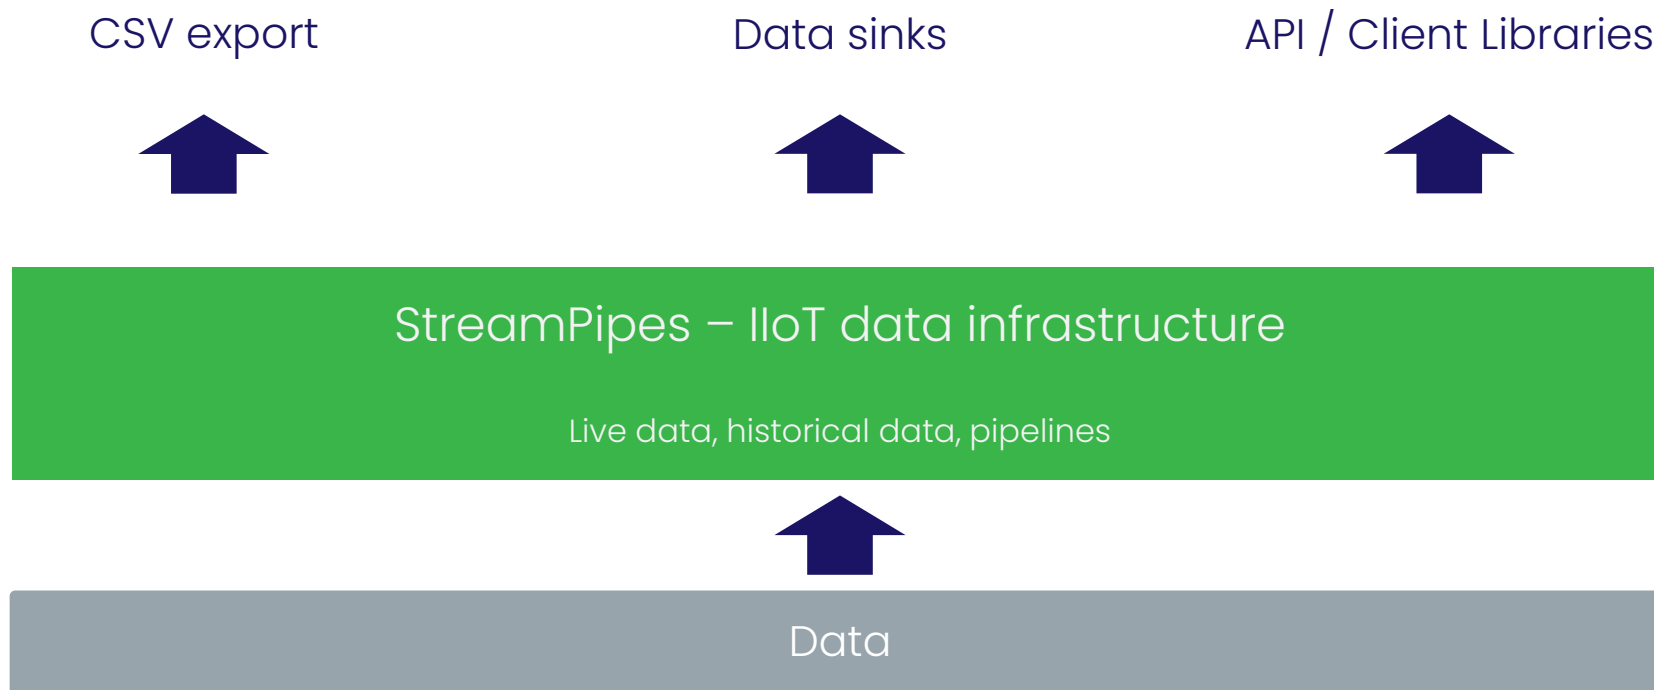 CSV export
Data sinks
API / Client Libraries
StreamPipes – IIoT data infrastructure
Live data, historical data, pipelines
Data